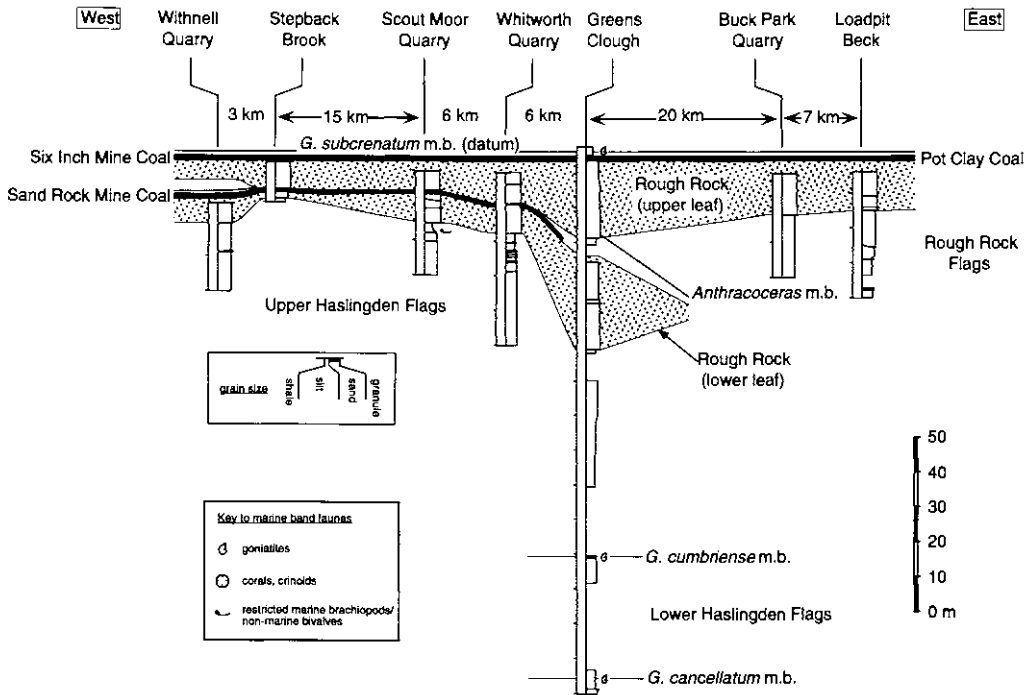 West
Withnell
Quarry
Stepback
Brook
Scout Moor
Quarry
Whitworth
Quarry
Greens
Clough
Buck Park
Quarry
Loadpit
Beck
East
3 km
15 km
6 km
6 km
20 km
7 km
G. subcrenatum m.b. (datum)
Six Inch Mine Coal
Pot Clay Coal
Sand Rock Mine Coal
Rough Rock
(upper leaf)
Rough Rock
Flags
Upper Haslingden Flags
Anthracoceras m.b.
Rough Rock
(lower leaf)
grain size
shale
silt
sand
granule
50
40
30
20
10
0 m
Key to marine band faunas
goniatites
corals, crinoids
restricted marine brachiopods/
non-marine bivalves
G. cumbriense m.b.
Lower Haslingden Flags
G. cancellatum m.b.